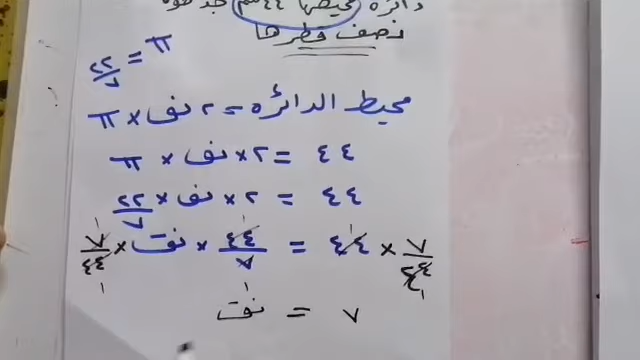 دائرة محيطها ٤٤ سم جد طول
نصف قطرها
π = ٢٢/٧
محيط الدائرة = ٢ نق × π
٤٤ = ٢ × نق × π
٤٤ = ٢ × نق × ٢٢/٧
٧/٤٤ × ٤٤ = ٤٤/٧ × نق × ٧/٤٤
٧ = نق